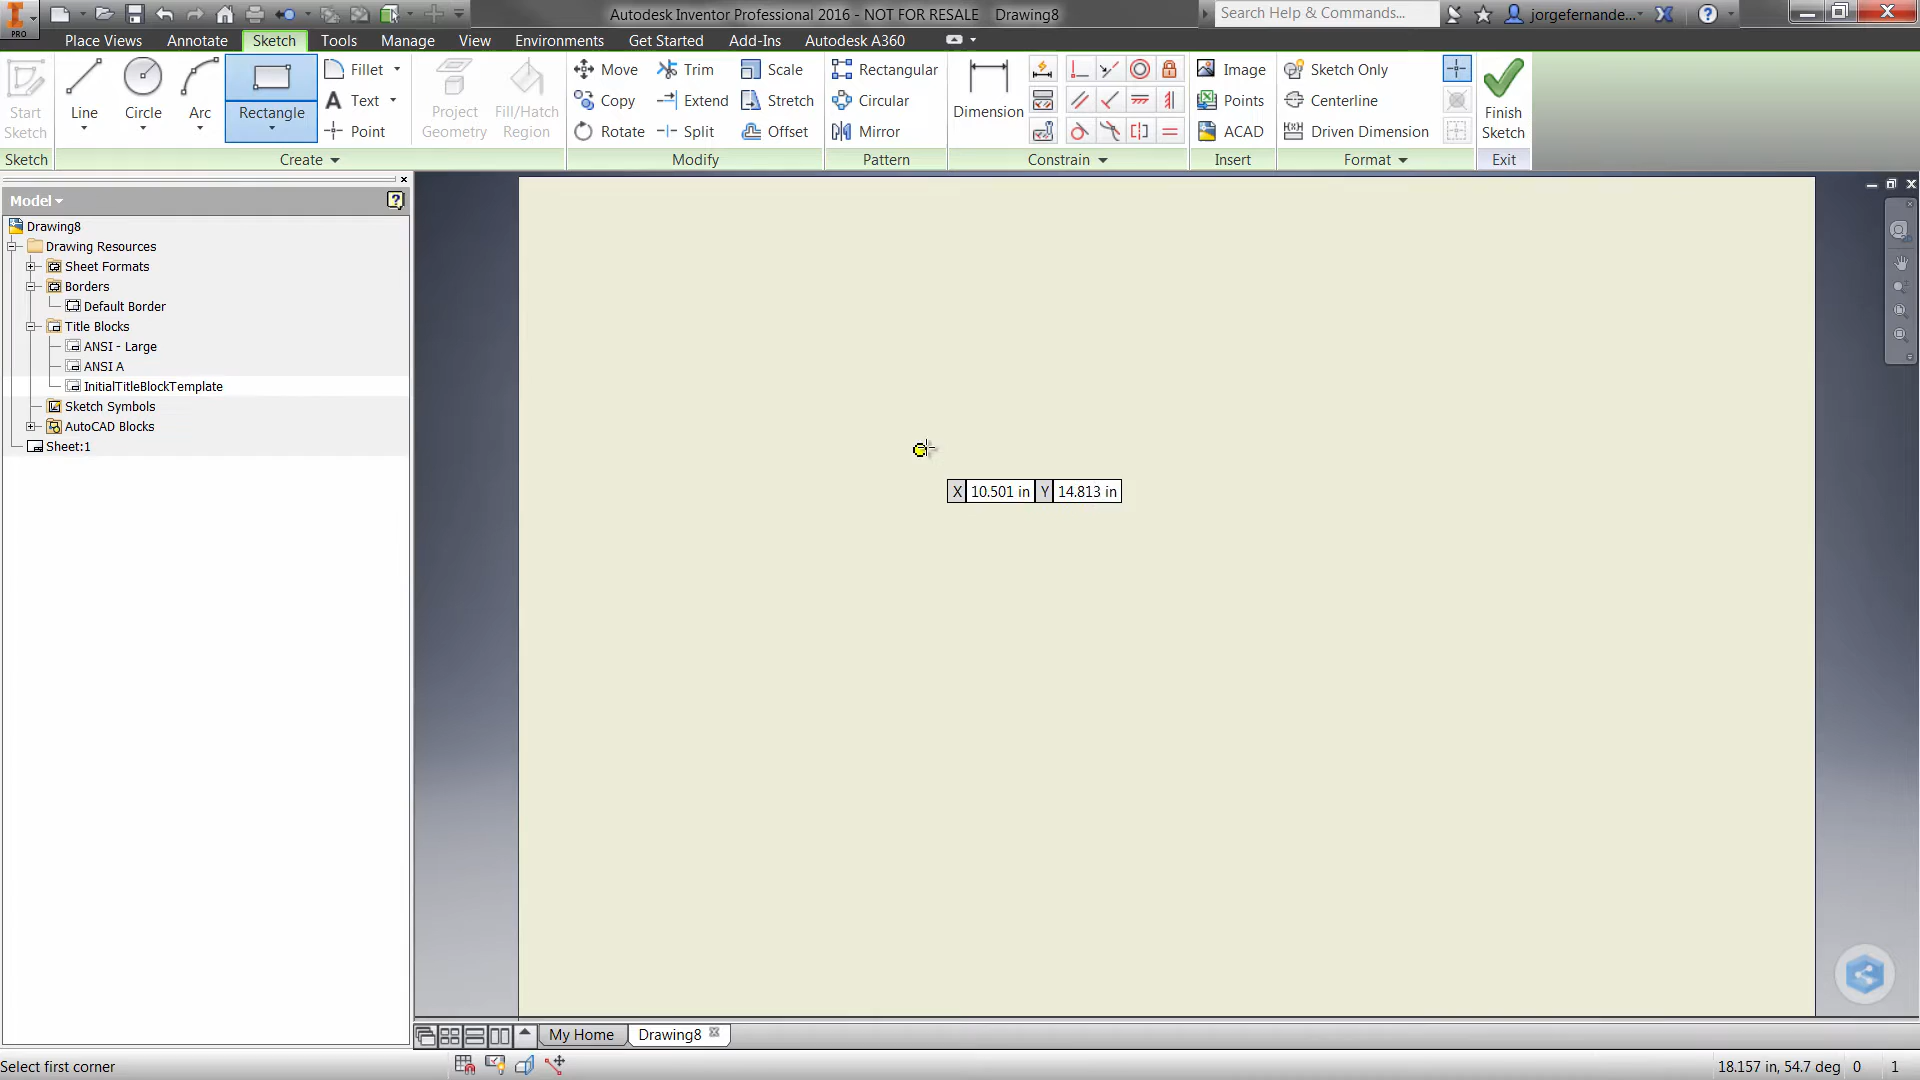 PRO
Autodesk Inventor Professional 2016 - NOT FOR RESALE Drawing8
Search Help & Commands...
jorgefernande...
Place Views Annotate Sketch Tools Manage View Environments Get Started Add-Ins Autodesk A360
Start Sketch
Line
Circle
Arc
Rectangle
Fillet
Text
Point
Project Geometry
Fill/Hatch Region
Move
Copy
Rotate
Trim
Extend
Split
Scale
Stretch
Offset
Rectangular
Circular
Mirror
Dimension
Image
Points
ACAD
Sketch Only
Centerline
Driven Dimension
Finish Sketch
Sketch Create Modify Pattern Constrain Insert Format Exit
Model
Drawing8
Drawing Resources
Sheet Formats
Borders
Default Border
Title Blocks
ANSI - Large
ANSI A
InitialTitleBlockTemplate
Sketch Symbols
AutoCAD Blocks
Sheet:1
X 10.501 in Y 14.813 in
My Home Drawing8
Select first corner
18.157 in, 54.7 deg 0 1